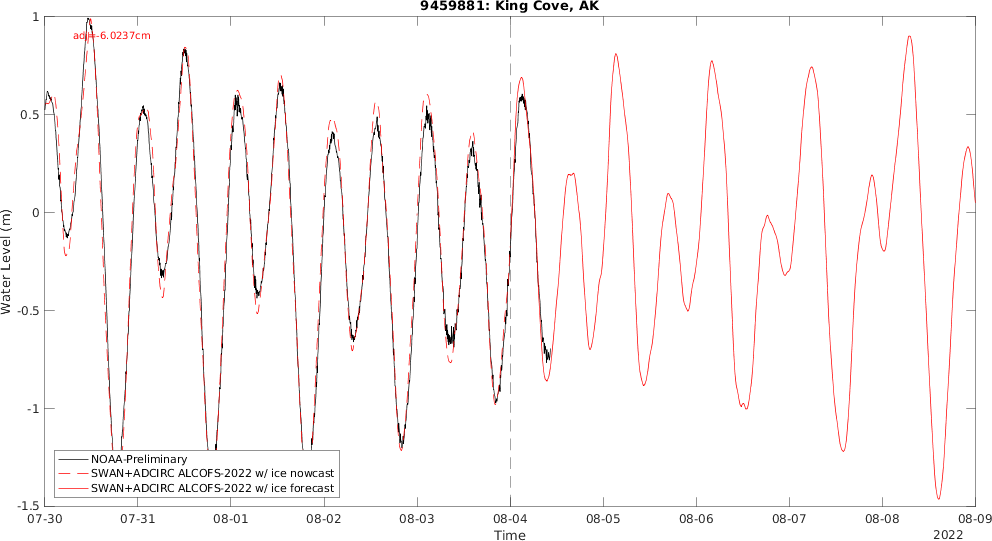 9459881: King Cove, AK
adj=-6.0237cm
Water Level (m)
1
0.5
0
-0.5
-1
-1.5
NOAA-Preliminary
SWAN+ADCIRC ALCOFS-2022 w/ ice nowcast
SWAN+ADCIRC ALCOFS-2022 w/ ice forecast
07-30 07-31 08-01 08-02 08-03 08-04 08-05 08-06 08-07 08-08 08-09
Time
2022